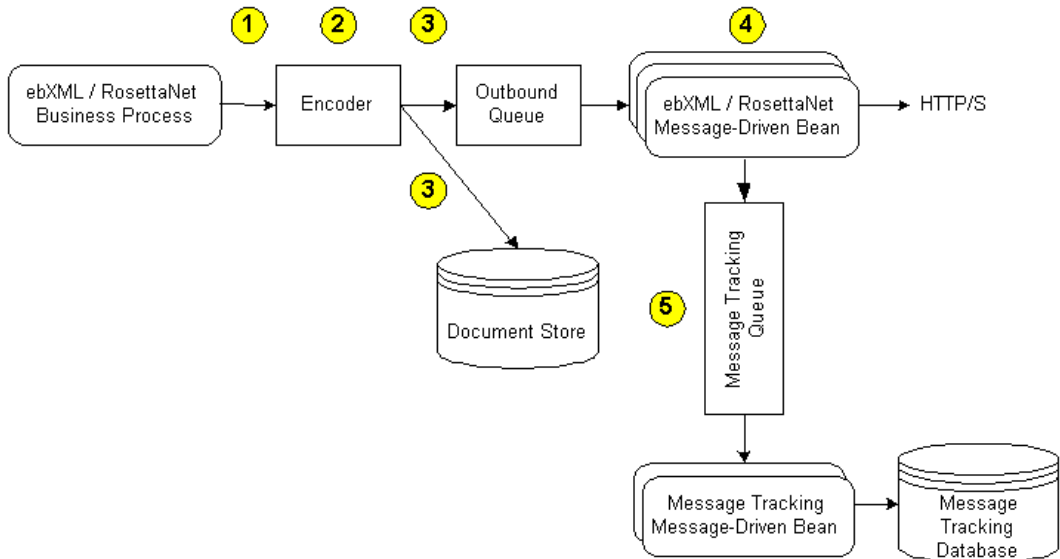 1
2
3
4
ebXML / RosettaNet
Business Process
Encoder
Outbound
Queue
ebXML / RosettaNet
Message-Driven Bean
HTTP/S
3
Document Store
5
Message Tracking
Queue
Message Tracking
Message-Driven Bean
Message
Tracking
Database